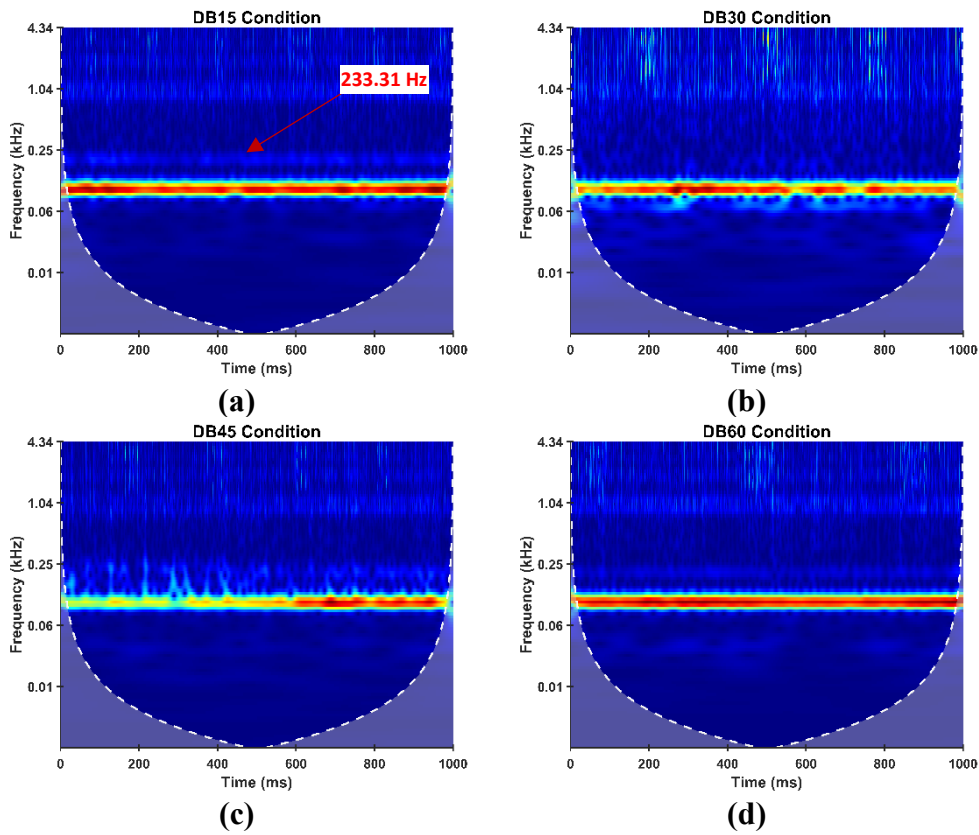 DB15 Condition
4.34
1.04
0.25
0.06
0.01
Frequency (kHz)
233.31 Hz
0 200 400 600 800 1000
Time (ms)
(a)
DB30 Condition
4.34
1.04
0.25
0.06
0.01
Frequency (kHz)
0 200 400 600 800 1000
Time (ms)
(b)
DB45 Condition
4.34
1.04
0.25
0.06
0.01
Frequency (kHz)
0 200 400 600 800 1000
Time (ms)
(c)
DB60 Condition
4.34
1.04
0.25
0.06
0.01
Frequency (kHz)
0 200 400 600 800 1000
Time (ms)
(d)